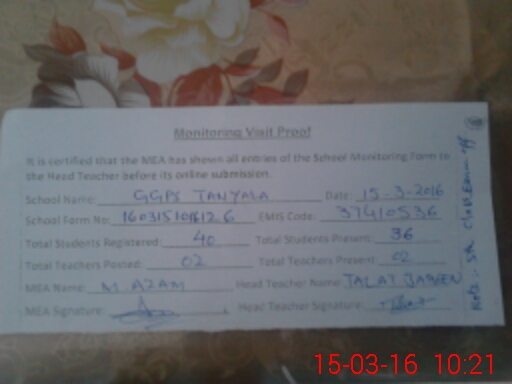 Monitoring Visit Proof
It is certified that the MEA has shown all entries of the School Monitoring Form to
the Head Teacher before its online submission.
School Name: GGPS TANYALA Date: 15-3-2016
School Form No: EMIS Code: 37410536
Total Students Registered: 40 Total Students Present: 36
Total Teachers Posted: 02 Total Teachers Present: 02
MEA Name: M AZAM Head Teacher Name: TALAT JABEEN
MEA Signature: Head Teacher Signature:
15-03-16 10:21